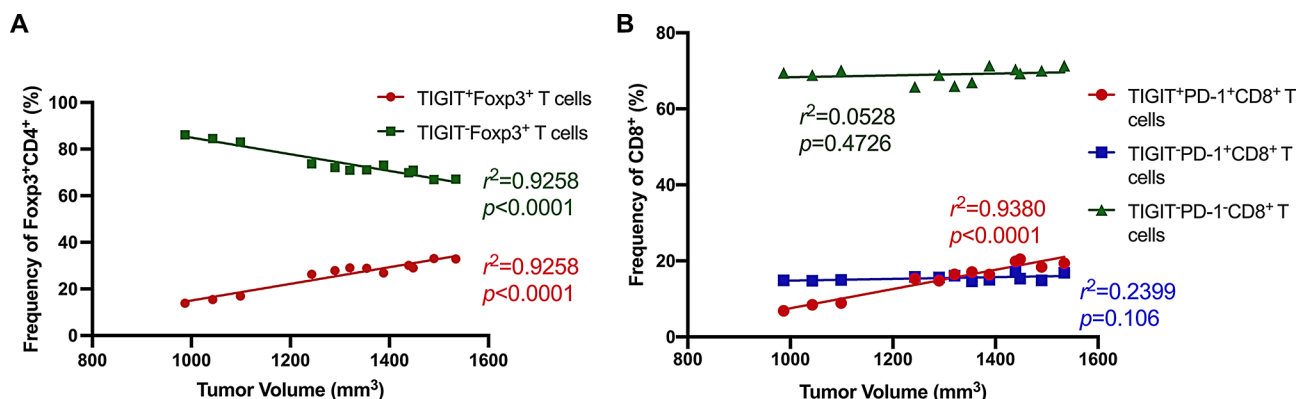 A
Frequency of Foxp3⁺CD4⁺ (%)
100
80
60
40
20
0
800
1000
1200
1400
1600
Tumor Volume (mm³)
TIGIT⁺Foxp3⁺ T cells
TIGIT⁻Foxp3⁺ T cells
r²=0.9258
p<0.0001
r²=0.9258
p<0.0001
B
Frequency of CD8⁺ (%)
80
60
40
20
0
800
1000
1200
1400
1600
Tumor Volume (mm³)
r²=0.0528
p=0.4726
r²=0.9380
p<0.0001
r²=0.2399
p=0.106
TIGIT⁺PD-1⁺CD8⁺ T
cells
TIGIT⁻PD-1⁺CD8⁺ T
cells
TIGIT⁻PD-1⁻CD8⁺ T
cells